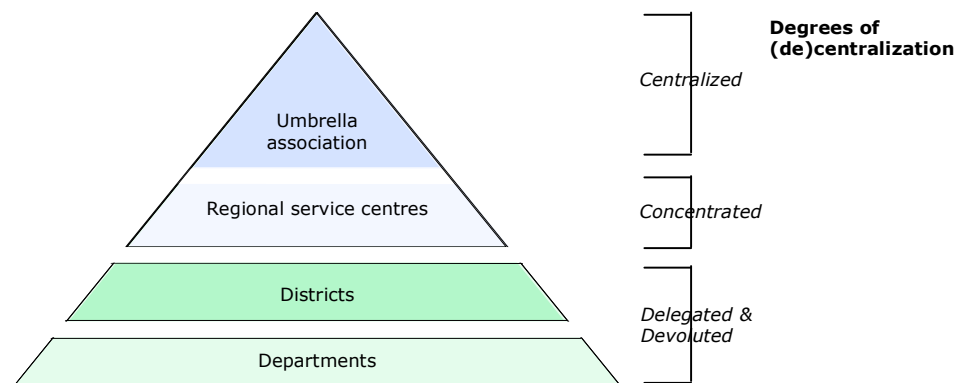 Degrees of
(de)centralization
Centralized
Umbrella
association
Regional service centres
Concentrated
Districts
Delegated &
Devoluted
Departments